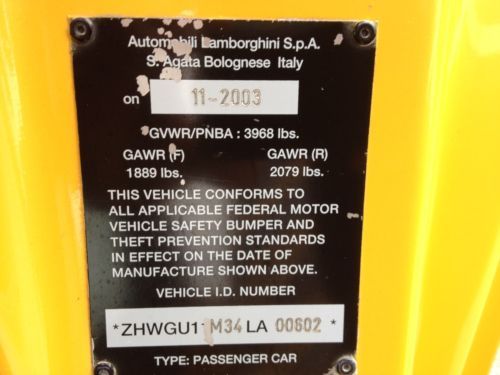 Automobili Lamborghini S.p.A.
S. Agata Bolognese Italy
on 11-2003
GVWR/PNBA : 3968 lbs.
GAWR (F) GAWR (R)
1889 lbs. 2079 lbs.
THIS VEHICLE CONFORMS TO
ALL APPLICABLE FEDERAL MOTOR
VEHICLE SAFETY BUMPER AND
THEFT PREVENTION STANDARDS
IN EFFECT ON THE DATE OF
MANUFACTURE SHOWN ABOVE.
VEHICLE I.D. NUMBER
*ZHWGU11M34LA 00602 *
TYPE: PASSENGER CAR